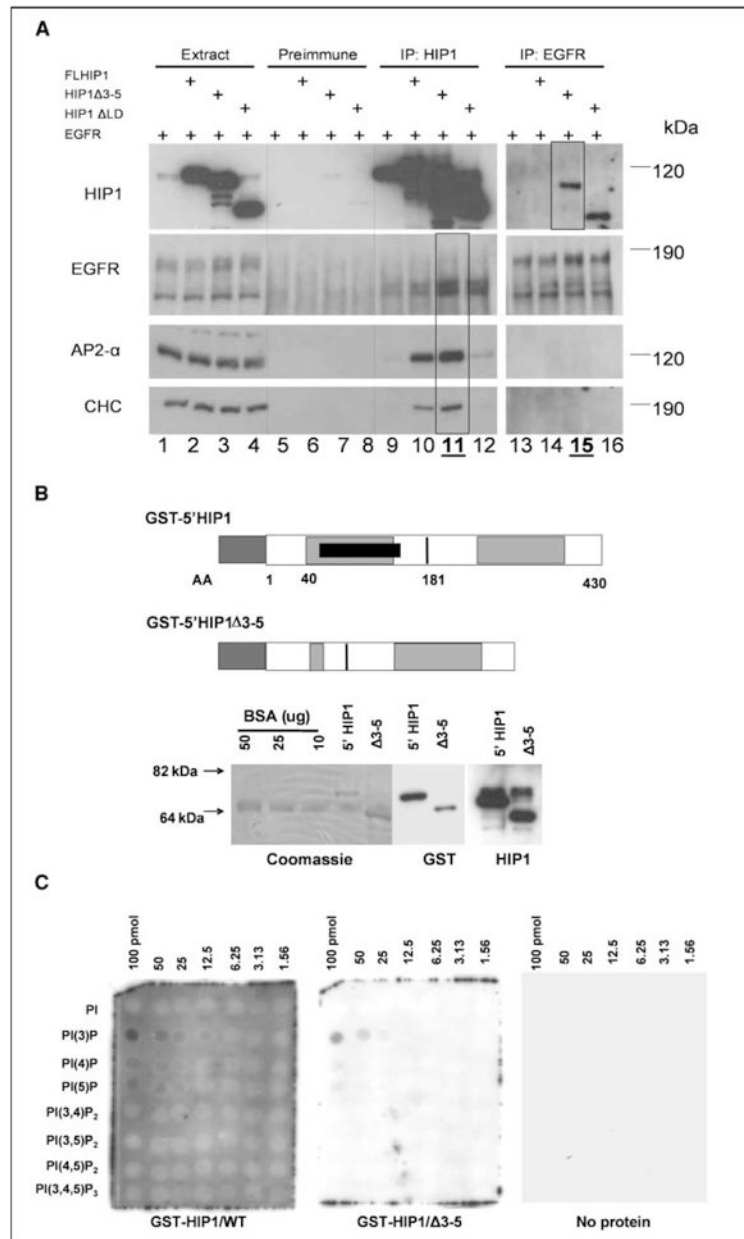 A
Extract Preimmune IP: HIP1 IP: EGFR
FLHIP1 + + + +
HIP1Δ3-5 + + + +
HIP1 ΔLD + + + +
EGFR + + + + + + + + + + + + + + + +
kDa
HIP1 120
EGFR 190
AP2-α 120
CHC 190
1 2 3 4 5 6 7 8 9 10 11 12 13 14 15 16
B
GST-5'HIP1
AA 1 40 181 430
GST-5'HIP1Δ3-5
BSA (ug)
50 25 10 5' HIP1 Δ3-5 5' HIP1 Δ3-5 5' HIP1 Δ3-5
82 kDa
64 kDa
Coomassie GST HIP1
C
100 pmol 50 25 12.5 6.25 3.13 1.56 100 pmol 50 25 12.5 6.25 3.13 1.56 100 pmol 50 25 12.5 6.25 3.13 1.56
PI
PI(3)P
PI(4)P
PI(5)P
PI(3,4)P₂
PI(3,5)P₂
PI(4,5)P₂
PI(3,4,5)P₃
GST-HIP1/WT GST-HIP1/Δ3-5 No protein